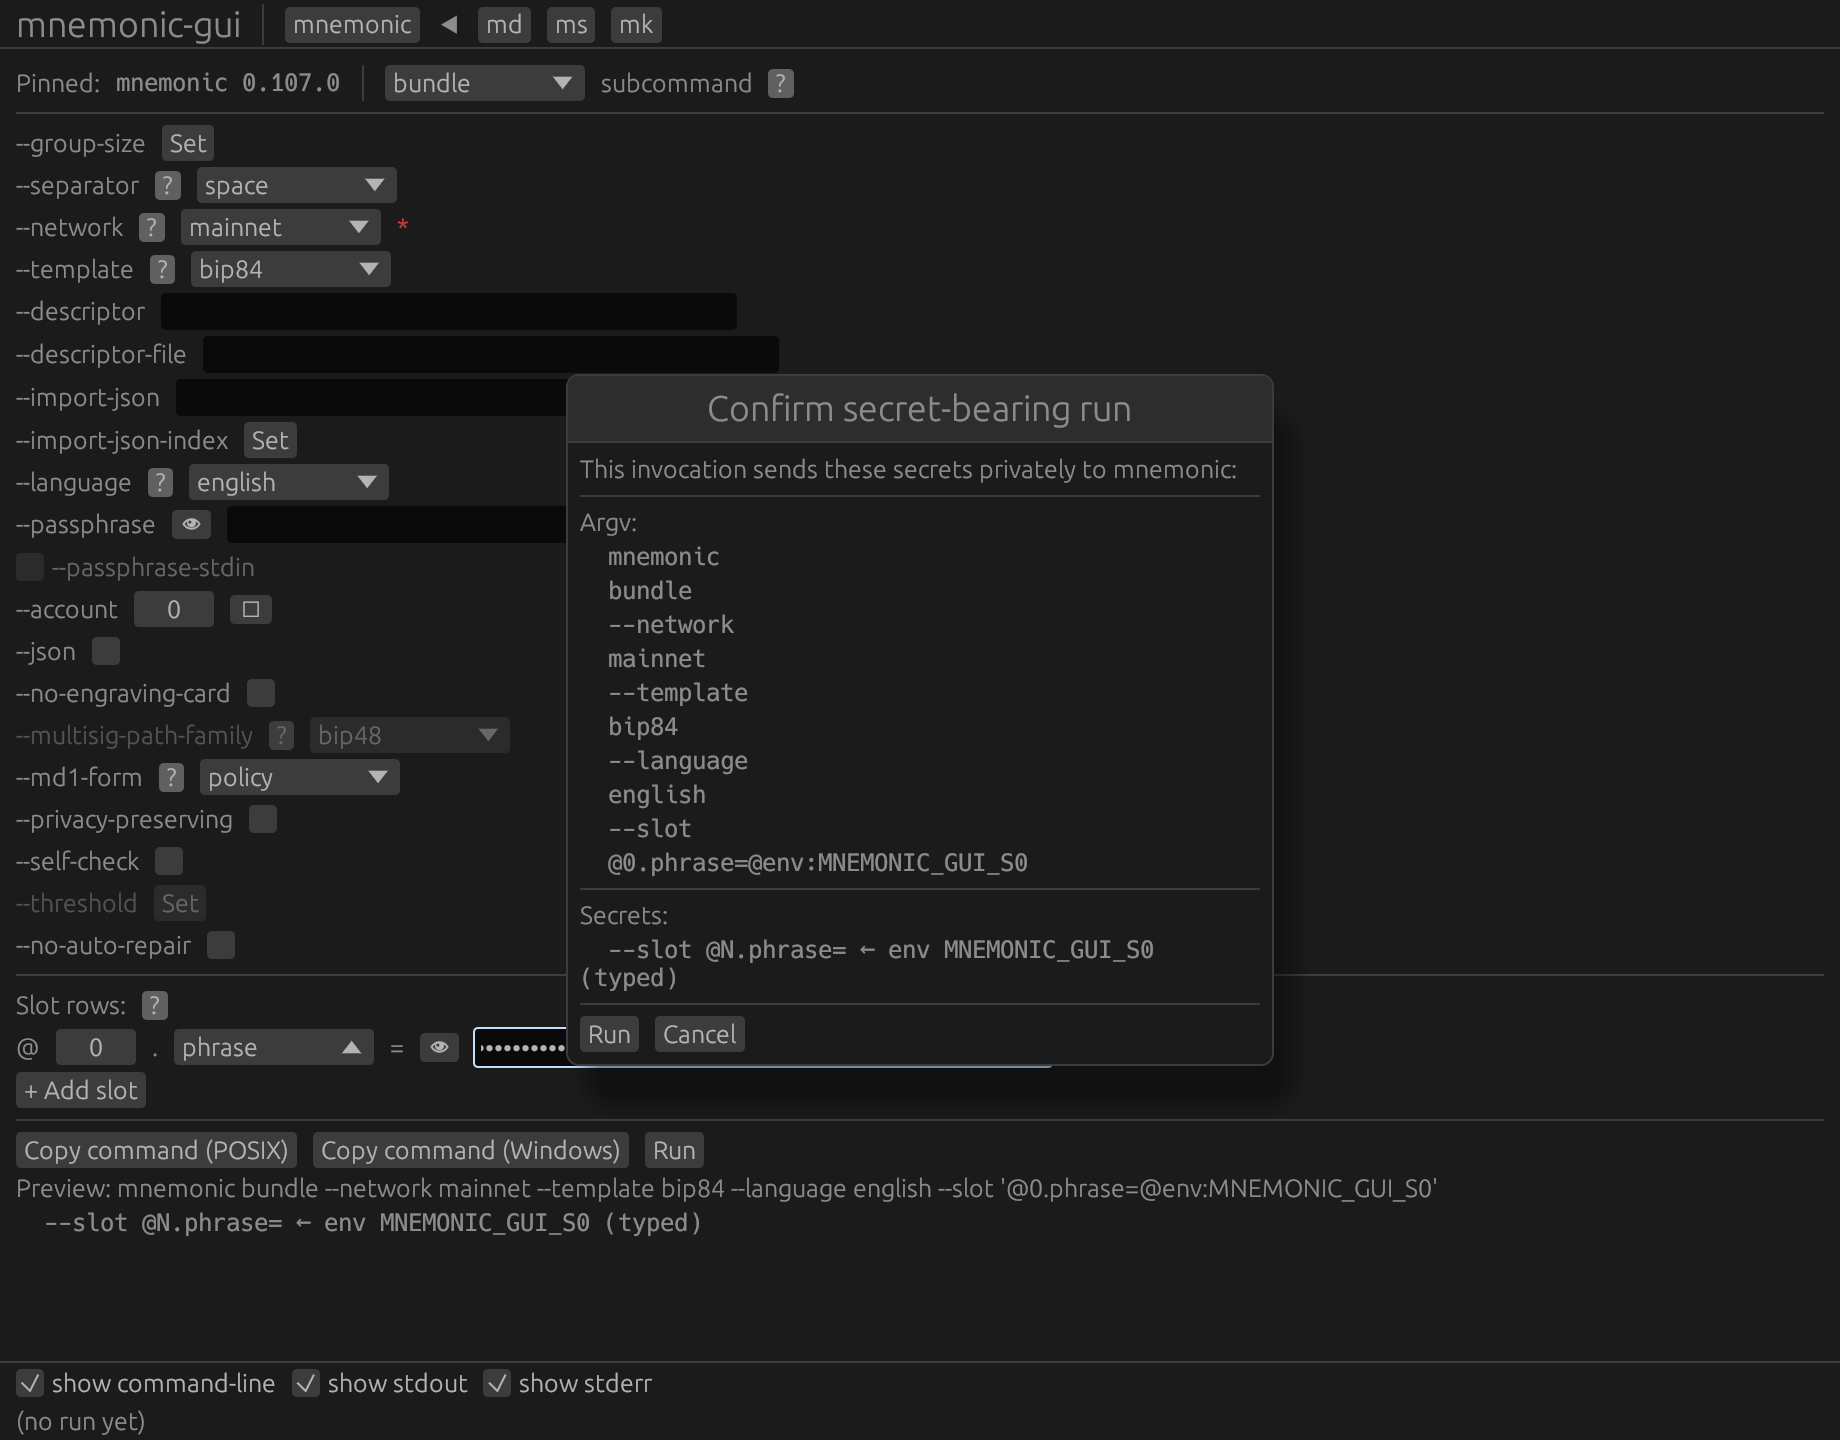 mnemonic-gui mnemonic ◀ md ms mk
Pinned: mnemonic 0.107.0 bundle subcommand ?
--group-size Set
--separator ? space
--network ? mainnet *
--template ? bip84
--descriptor
--descriptor-file
--import-json
--import-json-index Set
--language ? english
--passphrase
--passphrase-stdin
--account 0
--json
--no-engraving-card
--multisig-path-family ? bip48
--md1-form ? policy
--privacy-preserving
--self-check
--threshold Set
--no-auto-repair
Slot rows: ?
@ 0 . phrase =
+ Add slot
Confirm secret-bearing run
This invocation sends these secrets privately to mnemonic:
Argv:
mnemonic
bundle
--network
mainnet
--template
bip84
--language
english
--slot
@0.phrase=@env:MNEMONIC_GUI_S0
Secrets:
--slot @N.phrase= ← env MNEMONIC_GUI_S0
(typed)
Run Cancel
Copy command (POSIX) Copy command (Windows) Run
Preview: mnemonic bundle --network mainnet --template bip84 --language english --slot '@0.phrase=@env:MNEMONIC_GUI_S0'
--slot @N.phrase= ← env MNEMONIC_GUI_S0 (typed)
show command-line show stdout show stderr
(no run yet)